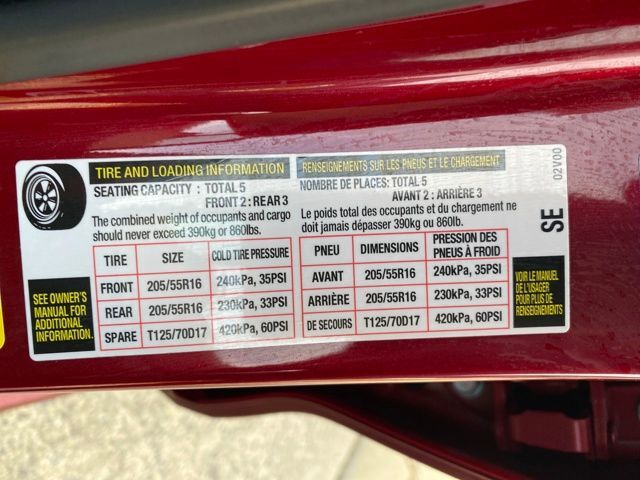 TIRE AND LOADING INFORMATION
SEATING CAPACITY : TOTAL 5
FRONT 2 : REAR 3
The combined weight of occupants and cargo
should never exceed 390kg or 860lbs.
TIRE SIZE COLD TIRE PRESSURE
FRONT 205/55R16 240kPa, 35PSI
REAR 205/55R16 230kPa, 33PSI
SPARE T125/70D17 420kPa, 60PSI
SEE OWNER'S
MANUAL FOR
ADDITIONAL
INFORMATION.
RENSEIGNEMENTS SUR LES PNEUS ET LE CHARGEMENT
NOMBRE DE PLACES: TOTAL 5
AVANT 2 : ARRIÈRE 3
Le poids total des occupants et du chargement ne
doit jamais dépasser 390kg or 860lb.
PNEU DIMENSIONS PRESSION DES
PNEUS À FROID
AVANT 205/55R16 240kPa, 35PSI
ARRIÈRE 205/55R16 230kPa, 33PSI
DE SECOURS T125/70D17 420kPa, 60PSI
VOIR LE MANUEL
DE L'USAGER
POUR PLUS DE
RENSEIGNEMENTS
SE
02V00